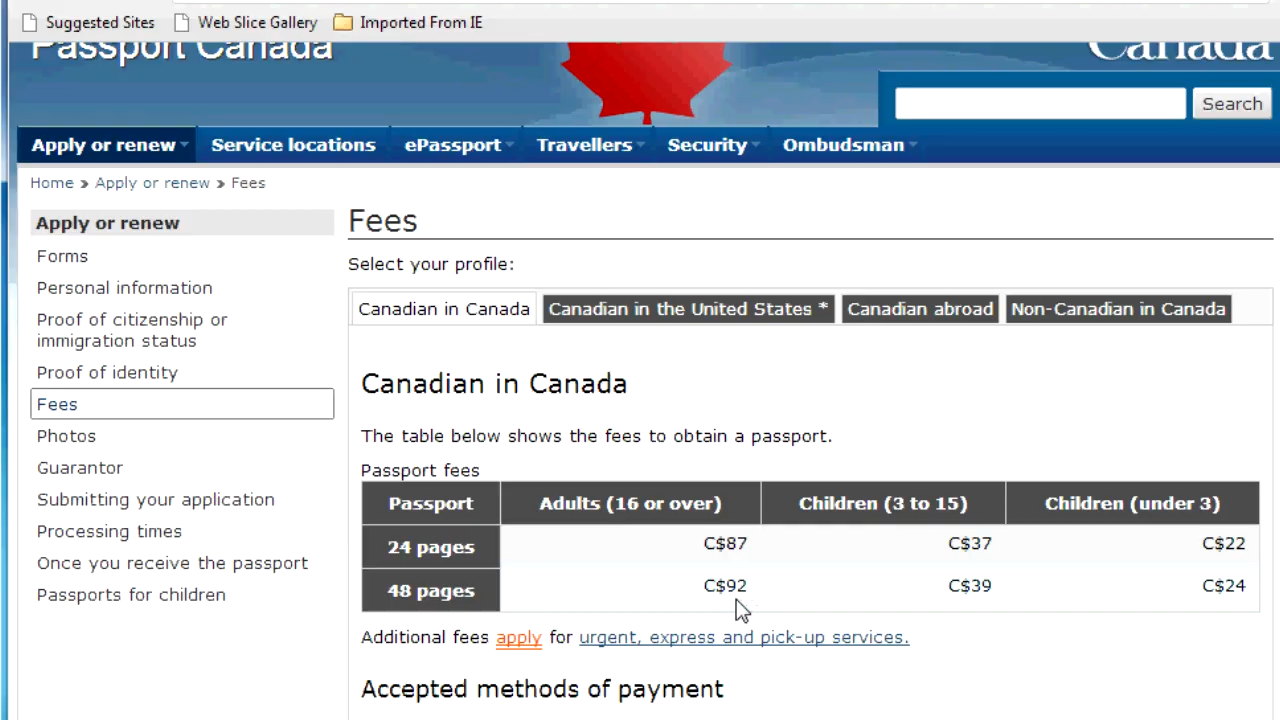 Suggested Sites Web Slice Gallery Imported From IE
Passport Canada Canada
Search
Apply or renew Service locations ePassport Travellers Security Ombudsman
Home » Apply or renew » Fees
Apply or renew
Forms
Personal information
Proof of citizenship or
immigration status
Proof of identity
Fees
Photos
Guarantor
Submitting your application
Processing times
Once you receive the passport
Passports for children
Fees
Select your profile:
Canadian in Canada Canadian in the United States * Canadian abroad Non-Canadian in Canada
Canadian in Canada
The table below shows the fees to obtain a passport.
Passport fees
Passport Adults (16 or over) Children (3 to 15) Children (under 3)
24 pages C$87 C$37 C$22
48 pages C$92 C$39 C$24
Additional fees apply for urgent, express and pick-up services.
Accepted methods of payment